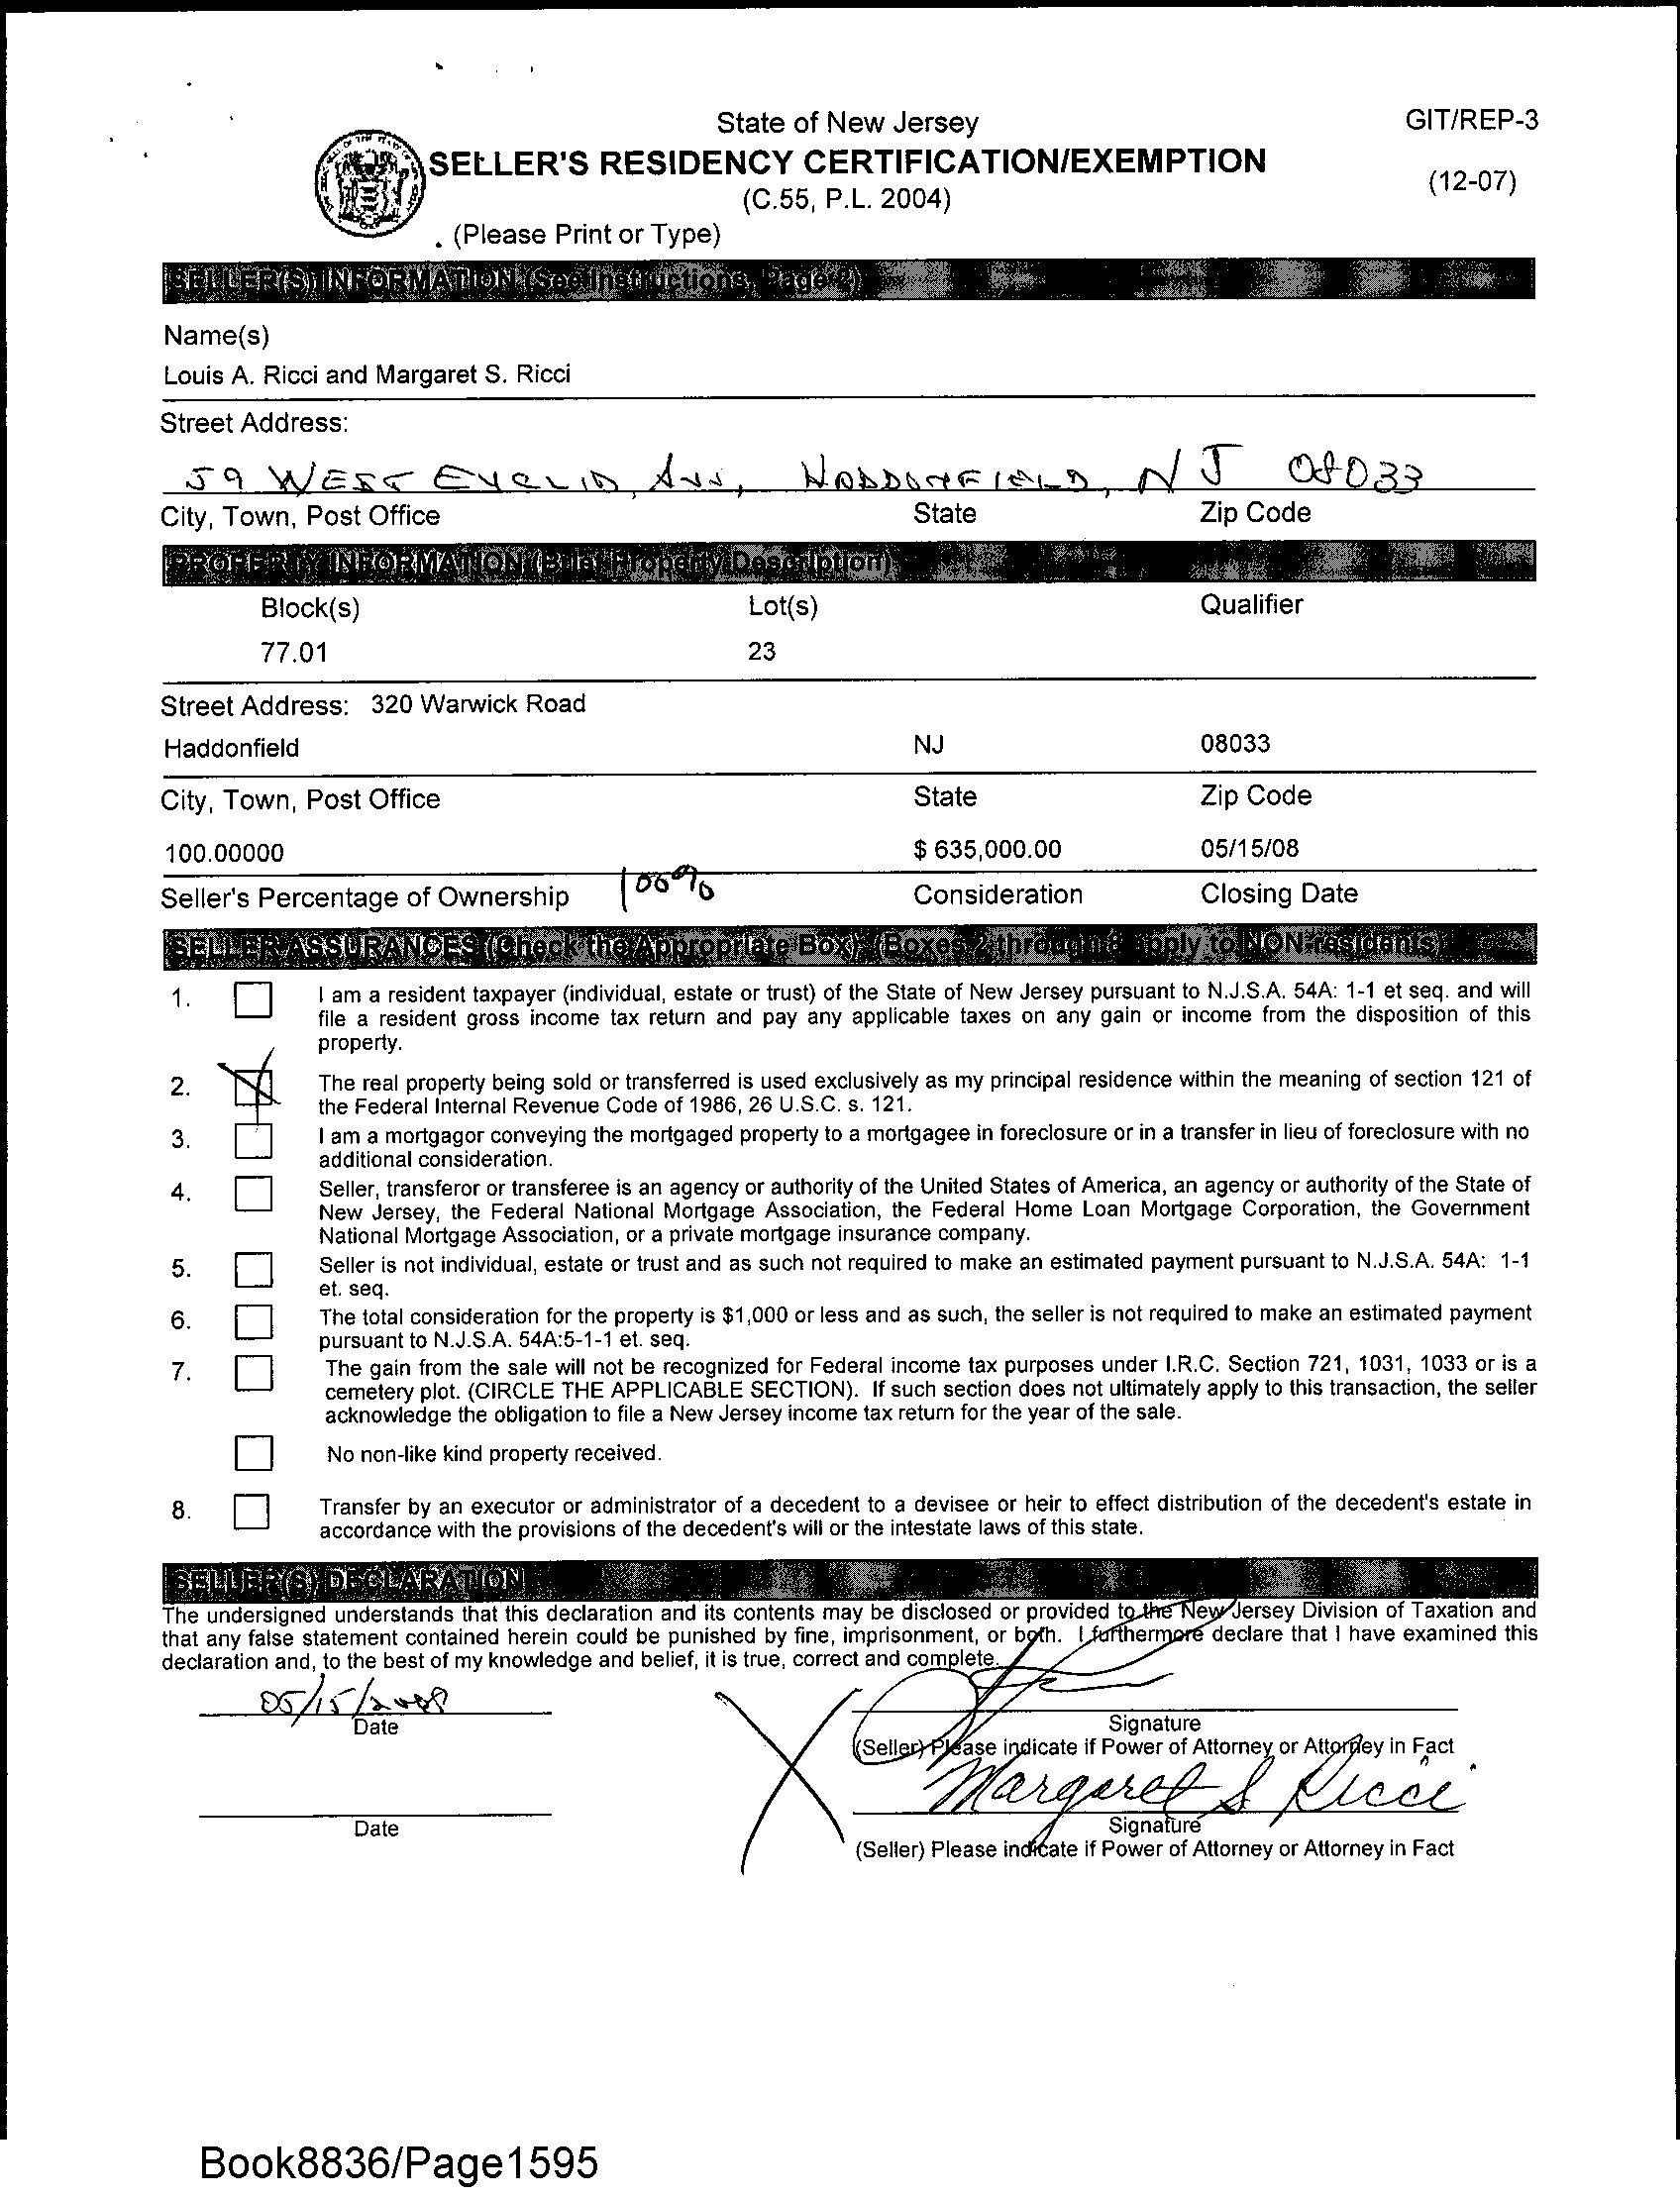 State of New Jersey
GIT/REP-3
SELLER'S RESIDENCY CERTIFICATION/EXEMPTION
(12-07)
(C.55, P.L. 2004)
(Please Print or Type)
SELLER(S) INFORMATION (See Instructions, Page 2)
Name(s)
Louis A. Ricci and Margaret S. Ricci
Street Address:
59 WEST EUCLID AVE, HADDONFIELD, NJ 08033
City, Town, Post Office State Zip Code
PROPERTY INFORMATION (Brief Property Description)
Block(s) Lot(s) Qualifier
77.01 23
Street Address: 320 Warwick Road
Haddonfield NJ 08033
City, Town, Post Office State Zip Code
100.00000 $ 635,000.00 05/15/08
Seller's Percentage of Ownership 100% Consideration Closing Date
SELLER ASSURANCES (Check the Appropriate Box) (Boxes 2 through 8 apply to NON-residents)
1. I am a resident taxpayer (individual, estate or trust) of the State of New Jersey pursuant to N.J.S.A. 54A: 1-1 et seq. and will
file a resident gross income tax return and pay any applicable taxes on any gain or income from the disposition of this
property.
2. The real property being sold or transferred is used exclusively as my principal residence within the meaning of section 121 of
the Federal Internal Revenue Code of 1986, 26 U.S.C. s. 121.
3. I am a mortgagor conveying the mortgaged property to a mortgagee in foreclosure or in a transfer in lieu of foreclosure with no
additional consideration.
4. Seller, transferor or transferee is an agency or authority of the United States of America, an agency or authority of the State of
New Jersey, the Federal National Mortgage Association, the Federal Home Loan Mortgage Corporation, the Government
National Mortgage Association, or a private mortgage insurance company.
5. Seller is not individual, estate or trust and as such not required to make an estimated payment pursuant to N.J.S.A. 54A: 1-1
et. seq.
6. The total consideration for the property is $1,000 or less and as such, the seller is not required to make an estimated payment
pursuant to N.J.S.A. 54A:5-1-1 et. seq.
7. The gain from the sale will not be recognized for Federal income tax purposes under I.R.C. Section 721, 1031, 1033 or is a
cemetery plot. (CIRCLE THE APPLICABLE SECTION). If such section does not ultimately apply to this transaction, the seller
acknowledge the obligation to file a New Jersey income tax return for the year of the sale.
No non-like kind property received.
8. Transfer by an executor or administrator of a decedent to a devisee or heir to effect distribution of the decedent's estate in
accordance with the provisions of the decedent's will or the intestate laws of this state.
SELLER(S) DECLARATION
The undersigned understands that this declaration and its contents may be disclosed or provided to the New Jersey Division of Taxation and
that any false statement contained herein could be punished by fine, imprisonment, or both. I furthermore declare that I have examined this
declaration and, to the best of my knowledge and belief, it is true, correct and complete.
05/15/2008
Date Signature
(Seller) Please indicate if Power of Attorney or Attorney in Fact
Margaret S Ricci
Date Signature
(Seller) Please indicate if Power of Attorney or Attorney in Fact
Book8836/Page1595